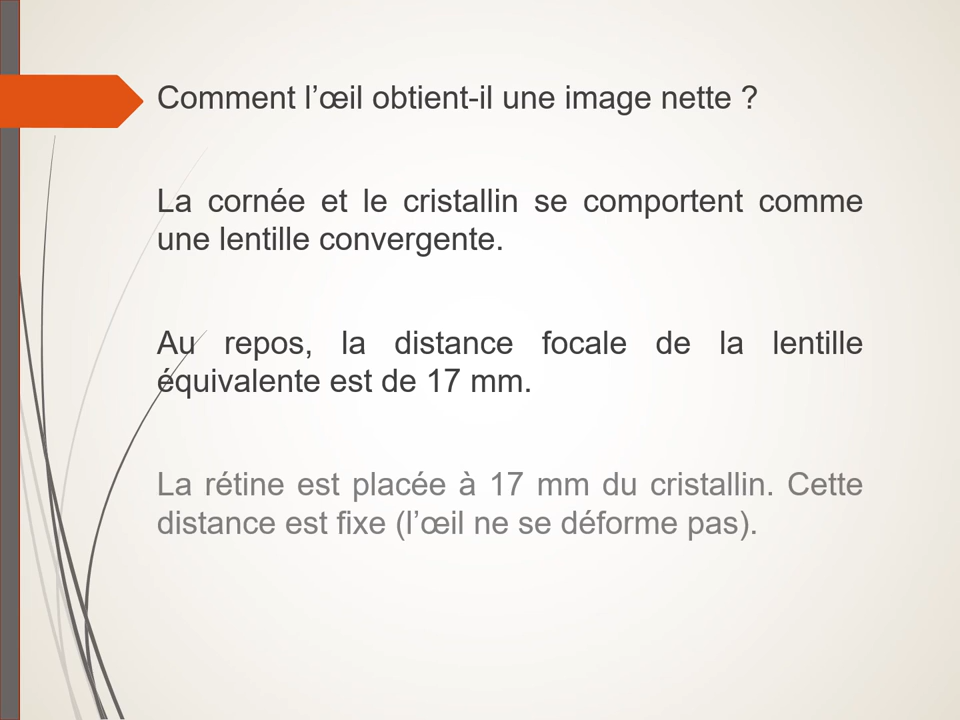 Comment l’œil obtient-il une image nette ?
La cornée et le cristallin se comportent comme
une lentille convergente.
Au repos, la distance focale de la lentille
équivalente est de 17 mm.
La rétine est placée à 17 mm du cristallin. Cette
distance est fixe (l’œil ne se déforme pas).